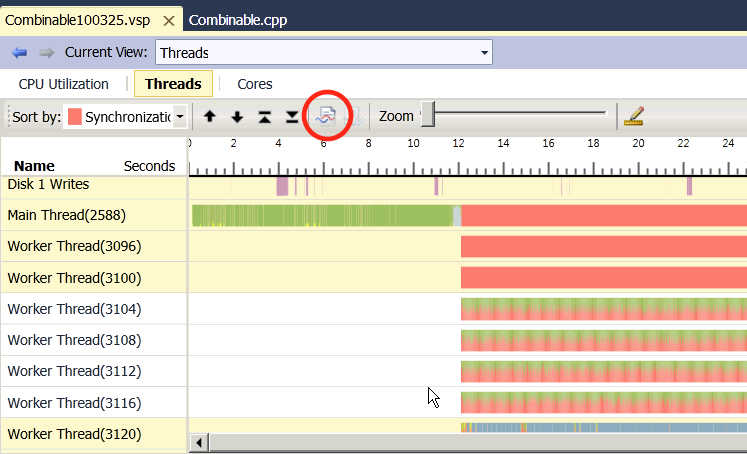 Combinable100325.vsp Combinable.cpp
Current View: Threads
CPU Utilization Threads Cores
Sort by: Synchronizatio Zoom
0 2 4 6 8 10 12 14 16 18 20 22 24
Name Seconds
Disk 1 Writes
Main Thread(2588)
Worker Thread(3096)
Worker Thread(3100)
Worker Thread(3104)
Worker Thread(3108)
Worker Thread(3112)
Worker Thread(3116)
Worker Thread(3120)